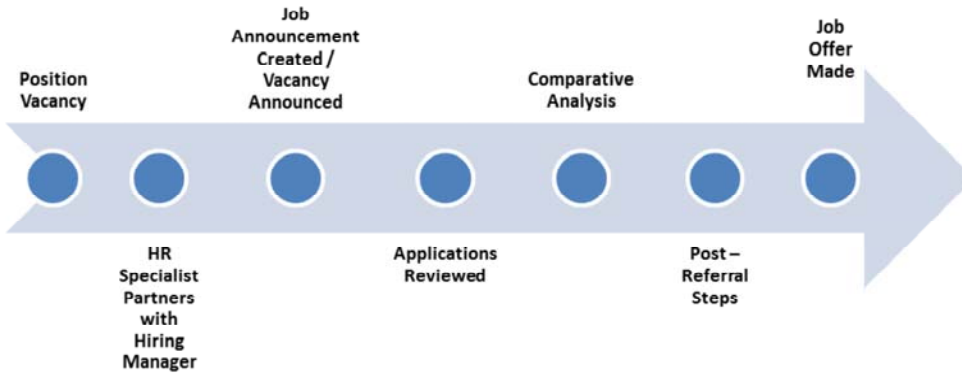 Position
Vacancy
HR
Specialist
Partners
with
Hiring
Manager
Job
Announcement
Created /
Vacancy
Announced
Applications
Reviewed
Comparative
Analysis
Post –
Referral
Steps
Job
Offer
Made